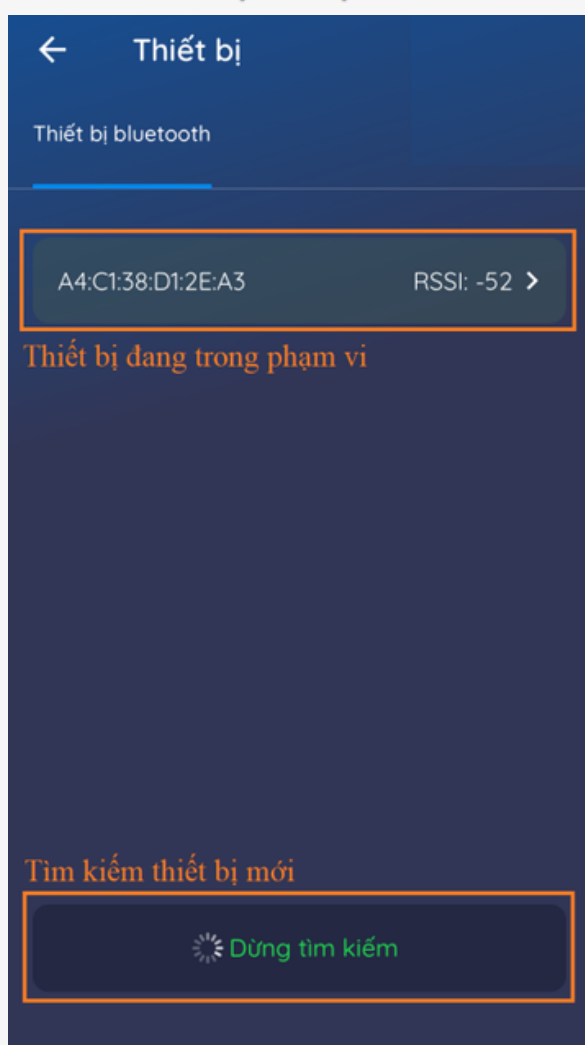 Thiết bị
Thiết bị bluetooth
A4:C1:38:D1:2E:A3 RSSI: -52
Thiết bị đang trong phạm vi
Tìm kiếm thiết bị mới
Dừng tìm kiếm